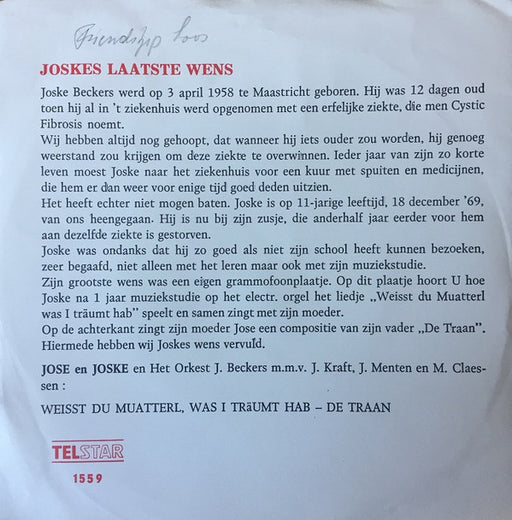 Friendship loos
JOSKES LAATSTE WENS
Joske Beckers werd op 3 april 1958 te Maastricht geboren. Hij was 12 dagen oud
toen hij al in 't ziekenhuis werd opgenomen met een erfelijke ziekte, die men Cystic
Fibrosis noemt.
Wij hebben altijd nog gehoopt, dat wanneer hij iets ouder zou worden, hij genoeg
weerstand zou krijgen om deze ziekte te overwinnen. Ieder jaar van zijn zo korte
leven moest Joske naar het ziekenhuis voor een kuur met spuiten en medicijnen,
die hem er dan weer voor enige tijd goed deden uitzien.
Het heeft echter niet mogen baten. Joske is op 11-jarige leeftijd, 18 december '69,
van ons heengegaan. Hij is nu bij zijn zusje, die anderhalf jaar eerder voor hem
aan dezelfde ziekte is gestorven.
Joske was ondanks dat hij zo goed als niet zijn school heeft kunnen bezoeken,
zeer begaafd, niet alleen met het leren maar ook met zijn muziekstudie.
Zijn grootste wens was een eigen grammofoonplaatje. Op dit plaatje hoort U hoe
Joske na 1 jaar muziekstudie op het electr. orgel het liedje „Weisst du Muatterl
was I träumt hab" speelt en samen zingt met zijn moeder.
Op de achterkant zingt zijn moeder Jose een compositie van zijn vader „De Traan".
Hiermede hebben wij Joskes wens vervuld.
JOSE en JOSKE en Het Orkest J. Beckers m.m.v. J. Kraft, J. Menten en M. Claes-
sen :
WEISST DU MUATTERL, WAS I TRäUMT HAB – DE TRAAN
TELSTAR
1559